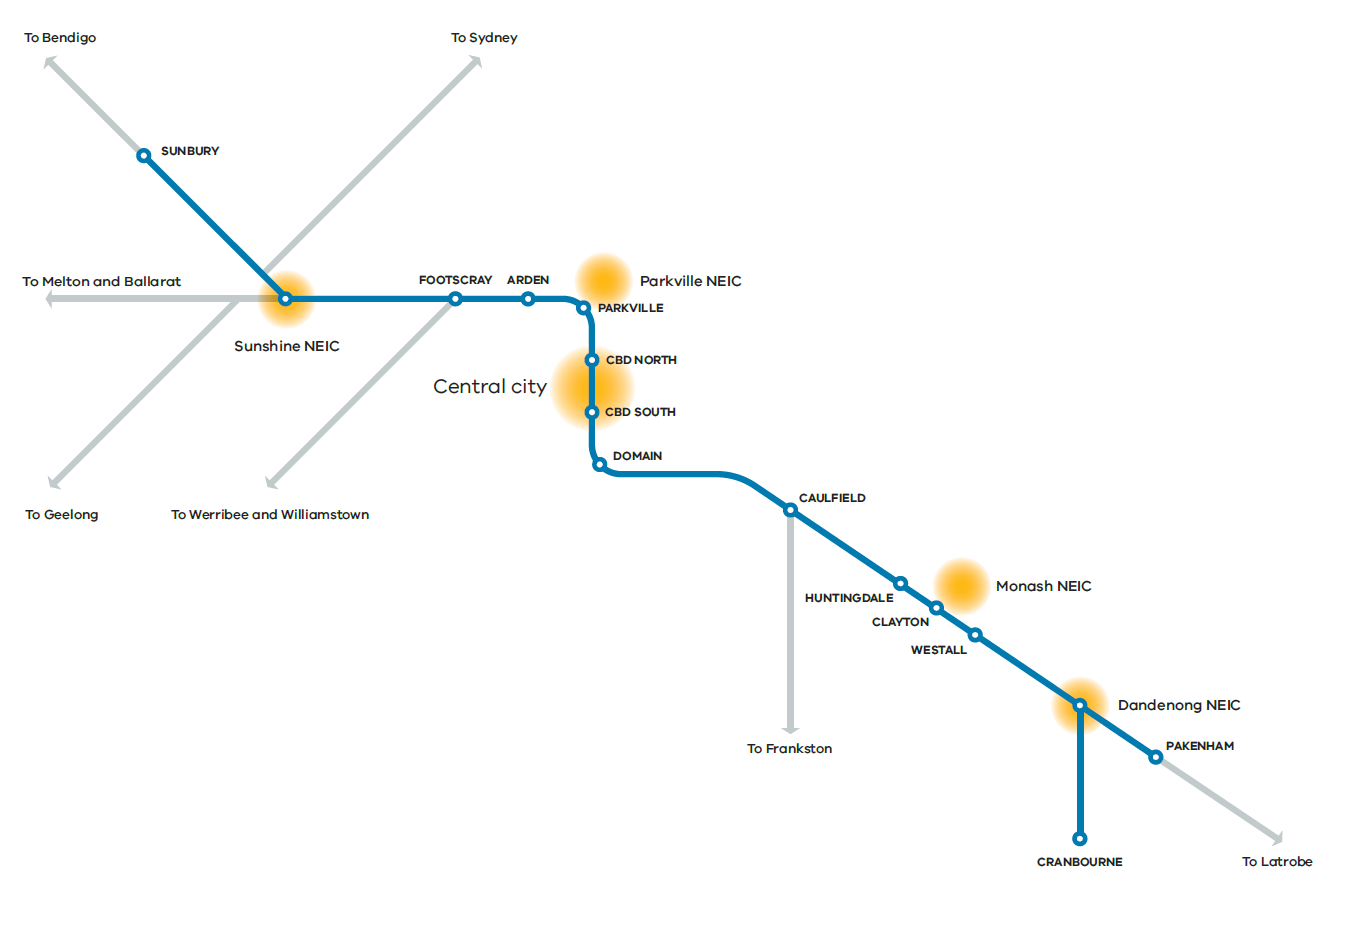 To Bendigo
To Sydney
SUNBURY
To Melton and Ballarat
FOOTSCRAY
ARDEN
Parkville NEIC
PARKVILLE
Sunshine NEIC
CBD NORTH
Central city
CBD SOUTH
DOMAIN
CAULFIELD
To Geelong
To Werribee and Williamstown
Monash NEIC
HUNTINGDALE
CLAYTON
WESTALL
Dandenong NEIC
PAKENHAM
To Frankston
CRANBOURNE
To Latrobe